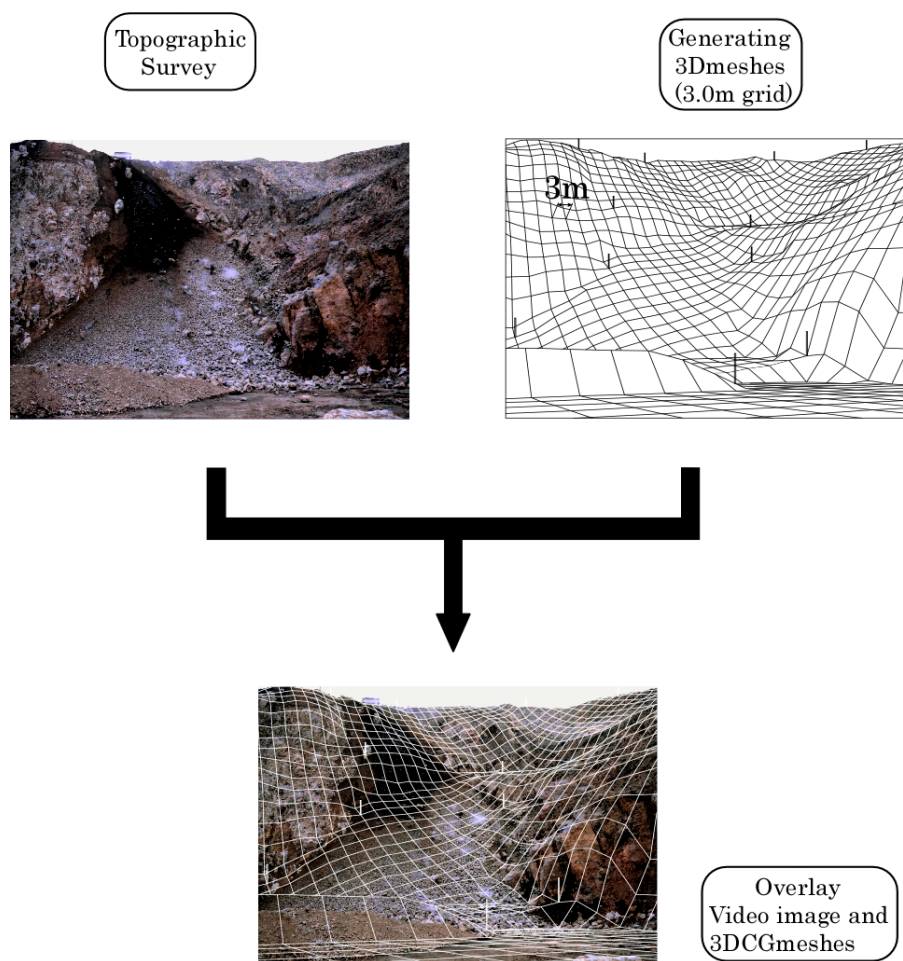 Topographic
Survey
Generating
3Dmeshes
(3.0m grid)
3m
Overlay
Video image and
3DCGmeshes